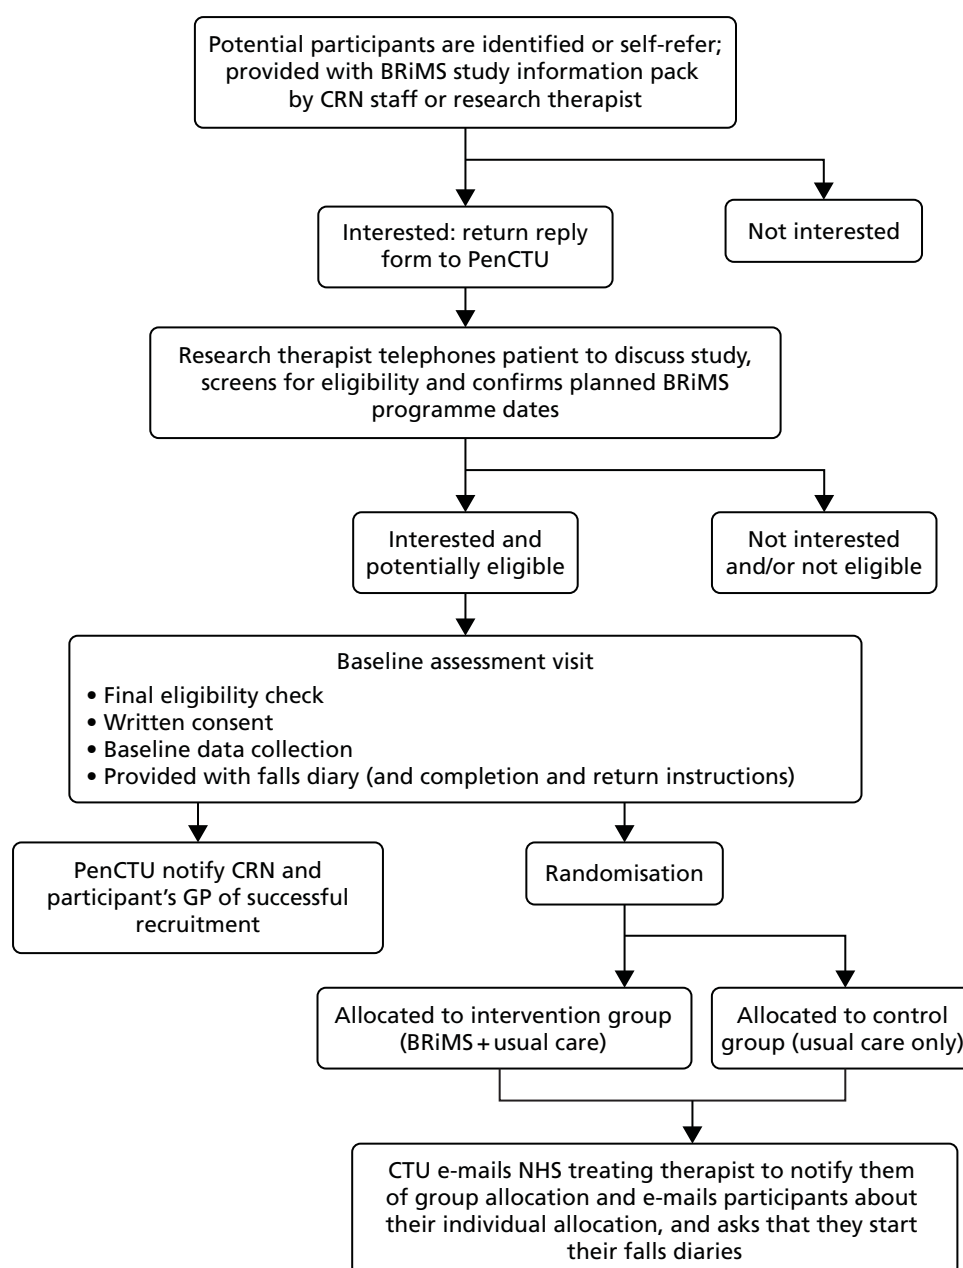 Potential participants are identified or self-refer;
provided with BRiMS study information pack
by CRN staff or research therapist
Interested: return reply
form to PenCTU
Not interested
Research therapist telephones patient to discuss study,
screens for eligibility and confirms planned BRiMS
programme dates
Interested and
potentially eligible
Not interested
and/or not eligible
Baseline assessment visit
• Final eligibility check
• Written consent
• Baseline data collection
• Provided with falls diary (and completion and return instructions)
PenCTU notify CRN and
participant’s GP of successful
recruitment
Randomisation
Allocated to intervention group
(BRiMS + usual care)
Allocated to control
group (usual care only)
CTU e-mails NHS treating therapist to notify them
of group allocation and e-mails participants about
their individual allocation, and asks that they start
their falls diaries